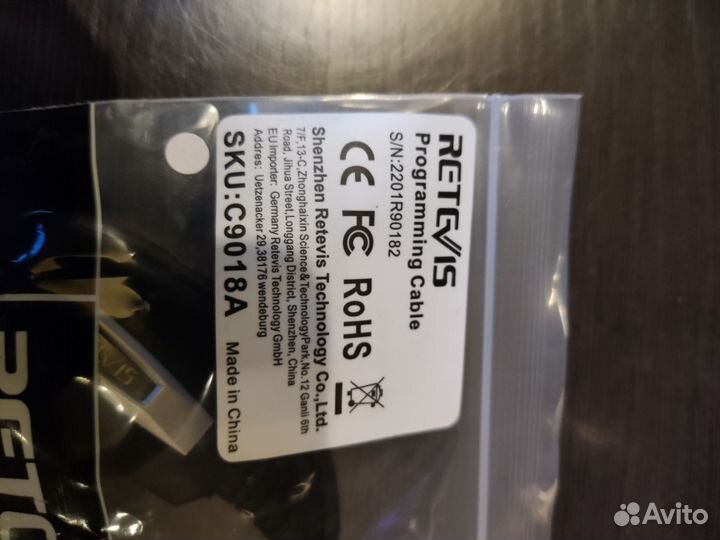 RETEVIS
Programming Cable
S/N:2201R90182
CE FC RoHS
Shenzhen Retevis Technology Co.,Ltd.
7/F,13-C,Zhonghaixin Science&TechnologyPark,No.12 Ganli 6th
Road, Jihua Street,Longgang District, Shenzhen, China
EU Importer: Germany Retevis Technology GmbH
Addres: Uetzenacker 29,38176 wendeburg
SKU:C9018A Made in China
Avito